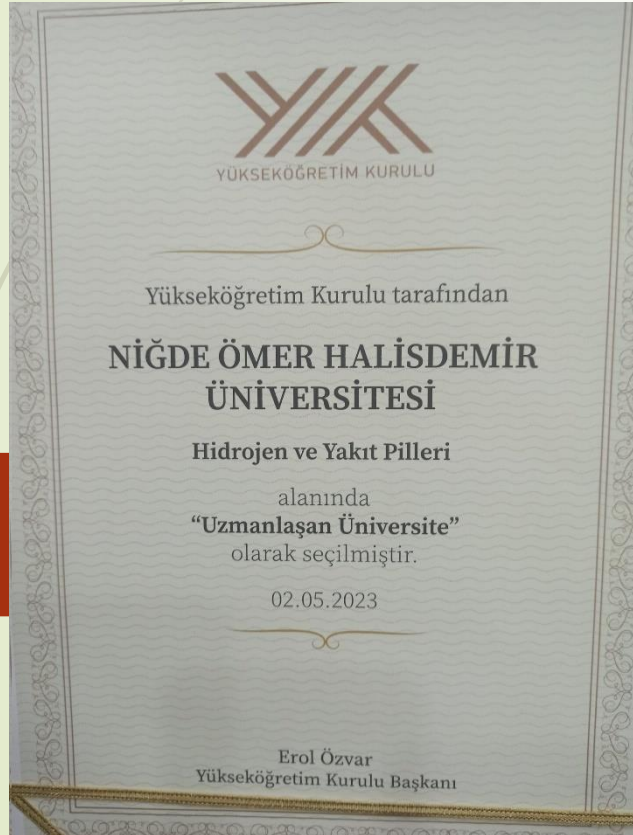 YÜKSEKÖĞRETİM KURULU
Yükseköğretim Kurulu tarafından
NİĞDE ÖMER HALİSDEMİR
ÜNİVERSİTESİ
Hidrojen ve Yakıt Pilleri
alanında
“Uzmanlaşan Üniversite”
olarak seçilmiştir.
02.05.2023
Erol Özvar
Yükseköğretim Kurulu Başkanı